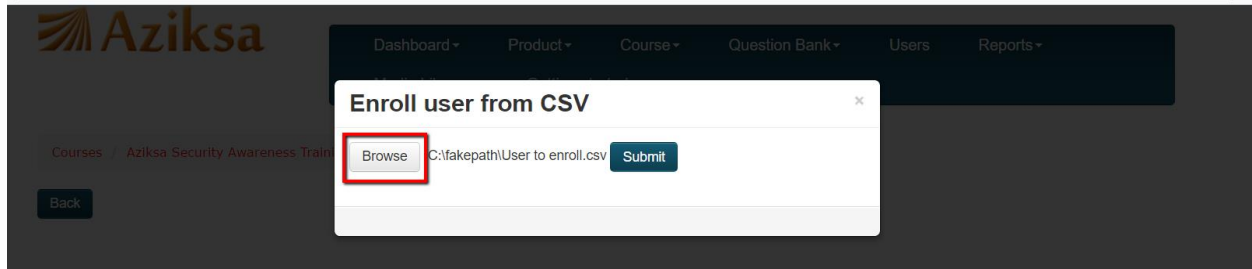 Aziksa
Dashboard Product Course Question Bank Users Reports
Enroll user from CSV ×
Courses / Aziksa Security Awareness
Browse C:\fakepath\User to enroll.csv Submit
Back